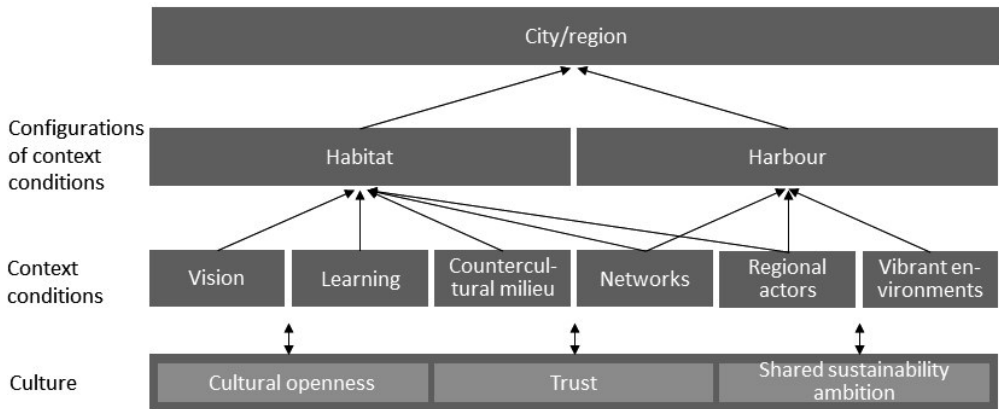 City/region
Configurations
of context
conditions
Habitat
Harbour
Context
conditions
Vision
Learning
Countercul-
tural milieu
Networks
Regional
actors
Vibrant en-
vironments
Culture
Cultural openness
Trust
Shared sustainability
ambition